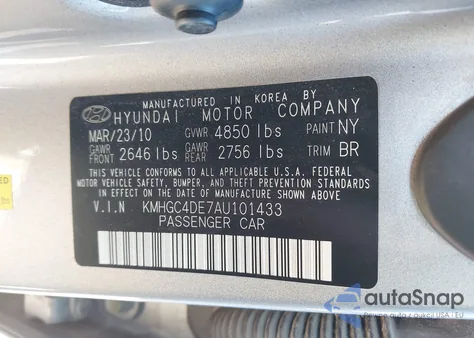 MANUFACTURED IN KOREA BY
HYUNDAI MOTOR COMPANY
MAR/23/10 GVWR 4850 lbs PAINT NY
GAWR FRONT 2646 lbs GAWR REAR 2756 lbs TRIM BR
THIS VEHICLE CONFORMS TO ALL APPLICABLE U.S.A. FEDERAL
MOTOR VEHICLE SAFETY, BUMPER, AND THEFT PREVENTION STANDARDS
IN EFFECT ON THE DATE OF MANUFACTURE SHOWN ABOVE.
V.I.N KMHGC4DE7AU101433
PASSENGER CAR
autoSnap